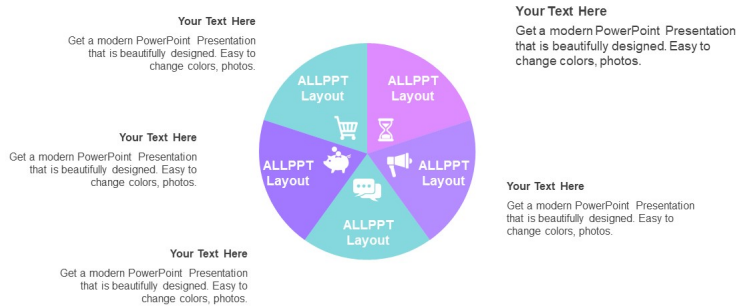 Your Text Here
Get a modern PowerPoint Presentation
that is beautifully designed. Easy to
change colors, photos.
Your Text Here
Get a modern PowerPoint Presentation
that is beautifully designed. Easy to
change colors, photos.
ALLPPT
Layout
ALLPPT
Layout
Your Text Here
Get a modern PowerPoint Presentation
that is beautifully designed. Easy to
change colors, photos.
ALLPPT
Layout
ALLPPT
Layout
Your Text Here
Get a modern PowerPoint Presentation
that is beautifully designed. Easy to
change colors, photos.
ALLPPT
Layout
Your Text Here
Get a modern PowerPoint Presentation
that is beautifully designed. Easy to
change colors, photos.